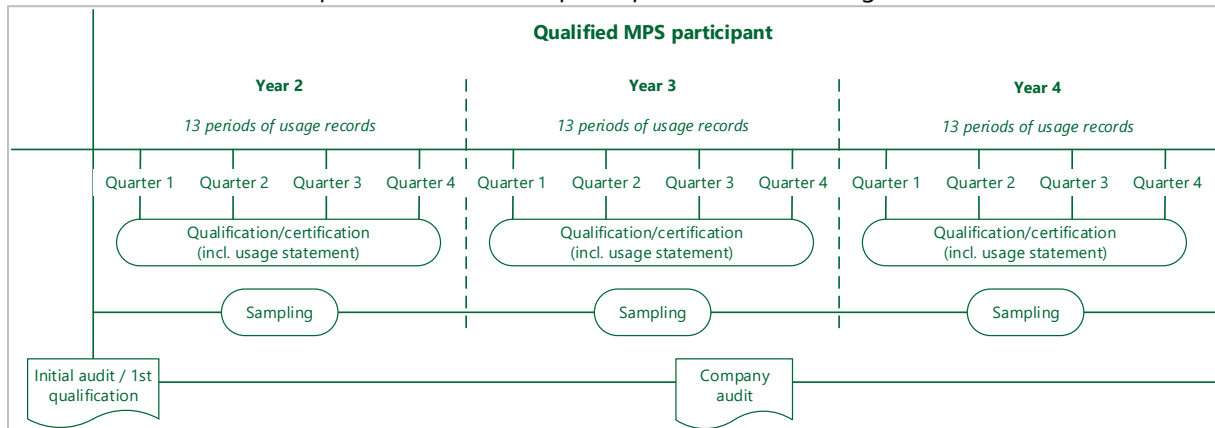 Qualified MPS participant
Year 2
Year 3
Year 4
13 periods of usage records
13 periods of usage records
13 periods of usage records
Quarter 1
Quarter 2
Quarter 3
Quarter 4
Quarter 1
Quarter 2
Quarter 3
Quarter 4
Quarter 1
Quarter 2
Quarter 3
Quarter 4
Qualification/certification
(incl. usage statement)
Qualification/certification
(incl. usage statement)
Qualification/certification
(incl. usage statement)
Sampling
Sampling
Sampling
Initial audit / 1st
qualification
Company
audit